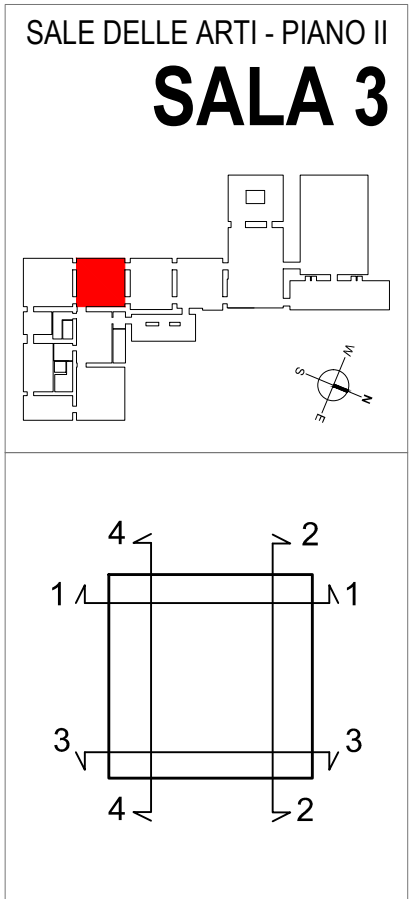 SALE DELLE ARTI - PIANO II
SALA 3
W
S
N
E
4 2
1 1
3 3
4 2